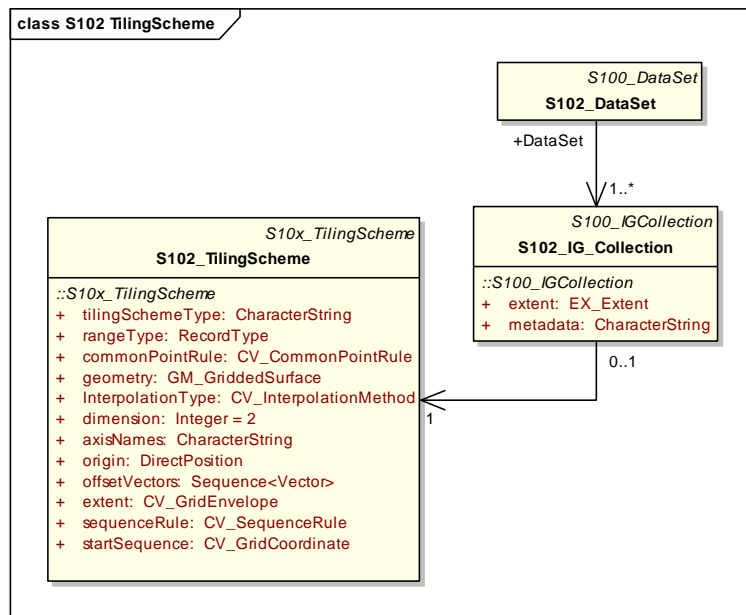 class S102 TilingScheme
S100_DataSet
S102_DataSet
+DataSet
1..*
S100_IGCollection
S102_IG_Collection
::S100_IGCollection
+ extent: EX_Extent
+ metadata: CharacterString
0..1
1
S10x_TilingScheme
S102_TilingScheme
::S10x_TilingScheme
+ tilingSchemeType: CharacterString
+ rangeType: RecordType
+ commonPointRule: CV_CommonPointRule
+ geometry: GM_GriddedSurface
+ InterpolationType: CV_InterpolationMethod
+ dimension: Integer = 2
+ axisNames: CharacterString
+ origin: DirectPosition
+ offsetVectors: Sequence<Vector>
+ extent: CV_GridEnvelope
+ sequenceRule: CV_SequenceRule
+ startSequence: CV_GridCoordinate